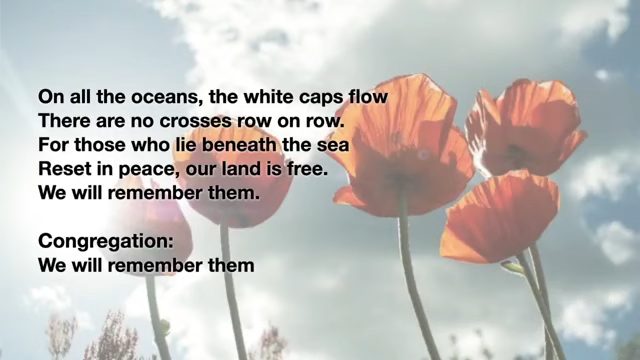 On all the oceans, the white caps flow
There are no crosses row on row.
For those who lie beneath the sea
Reset in peace, our land is free.
We will remember them.
Congregation:
We will remember them